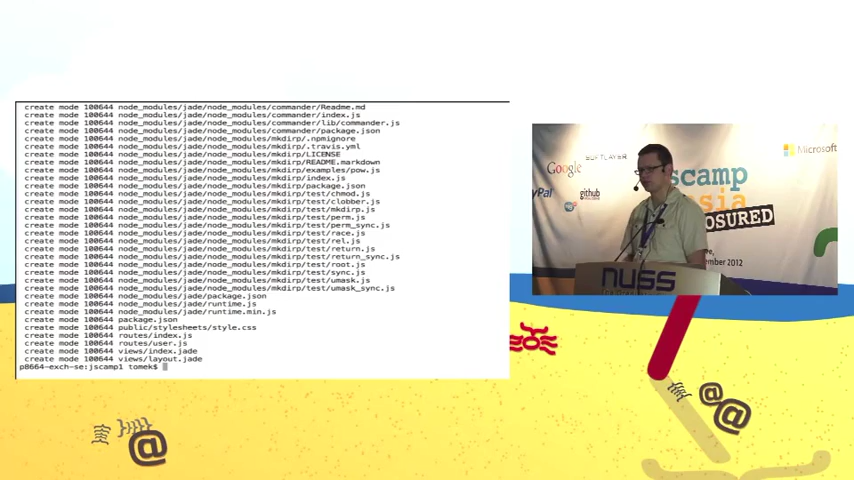 create mode 100644 node_modules/jade/node_modules/commander/Readme.md
create mode 100644 node_modules/jade/node_modules/commander/index.js
create mode 100644 node_modules/jade/node_modules/commander/lib/commander.js
create mode 100644 node_modules/jade/node_modules/commander/package.json
create mode 100644 node_modules/jade/node_modules/mkdirp/.npmignore
create mode 100644 node_modules/jade/node_modules/mkdirp/.travis.yml
create mode 100644 node_modules/jade/node_modules/mkdirp/LICENSE
create mode 100644 node_modules/jade/node_modules/mkdirp/README.markdown
create mode 100644 node_modules/jade/node_modules/mkdirp/examples/pow.js
create mode 100644 node_modules/jade/node_modules/mkdirp/index.js
create mode 100644 node_modules/jade/node_modules/mkdirp/package.json
create mode 100644 node_modules/jade/node_modules/mkdirp/test/chmod.js
create mode 100644 node_modules/jade/node_modules/mkdirp/test/clobber.js
create mode 100644 node_modules/jade/node_modules/mkdirp/test/mkdirp.js
create mode 100644 node_modules/jade/node_modules/mkdirp/test/perm.js
create mode 100644 node_modules/jade/node_modules/mkdirp/test/perm_sync.js
create mode 100644 node_modules/jade/node_modules/mkdirp/test/race.js
create mode 100644 node_modules/jade/node_modules/mkdirp/test/rel.js
create mode 100644 node_modules/jade/node_modules/mkdirp/test/return.js
create mode 100644 node_modules/jade/node_modules/mkdirp/test/return_sync.js
create mode 100644 node_modules/jade/node_modules/mkdirp/test/root.js
create mode 100644 node_modules/jade/node_modules/mkdirp/test/sync.js
create mode 100644 node_modules/jade/node_modules/mkdirp/test/umask.js
create mode 100644 node_modules/jade/node_modules/mkdirp/test/umask_sync.js
create mode 100644 node_modules/jade/package.json
create mode 100644 node_modules/jade/runtime.js
create mode 100644 node_modules/jade/runtime.min.js
create mode 100644 package.json
create mode 100644 public/stylesheets/style.css
create mode 100644 routes/index.js
create mode 100644 routes/user.js
create mode 100644 views/index.jade
create mode 100644 views/layout.jade
p8664-exch-se:jscamp1 tomek$
Google
SOFTLAYER
Microsoft
yPal
github
scamp
sia
OSURED
ee,
ember 2012
nuss
@
@
@